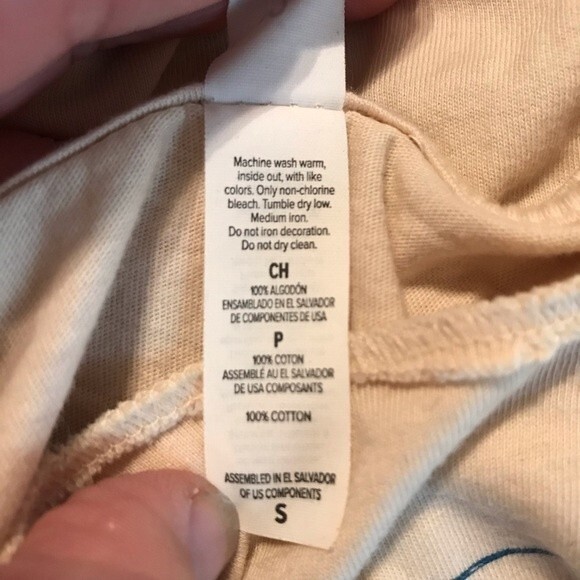 Machine wash warm,
inside out, with like
colors. Only non-chlorine
bleach. Tumble dry low.
Medium iron.
Do not iron decoration.
Do not dry clean.
CH
100% ALGODÓN
ENSAMBLADO EN EL SALVADOR
DE COMPONENTES DE USA
P
100% COTON
ASSEMBLÉ AU EL SALVADOR
DE USA COMPOSANTS
100% COTTON
ASSEMBLED IN EL SALVADOR
OF US COMPONENTS
S